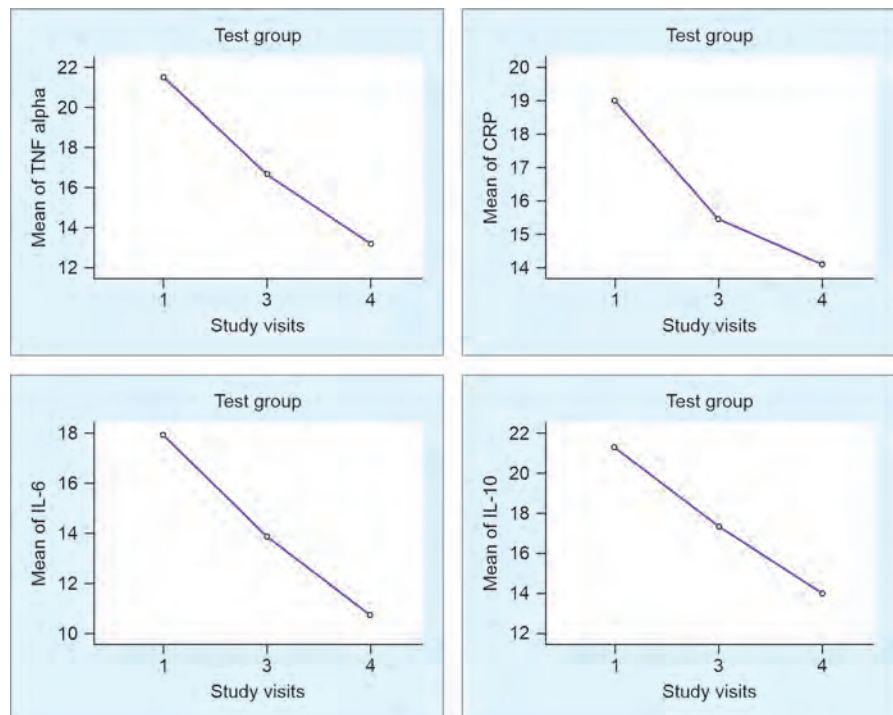 Test group
Mean of TNF alpha
22
20
18
16
14
12
1 3 4
Study visits
Test group
Mean of CRP
20
19
18
17
16
15
14
1 3 4
Study visits
Test group
Mean of IL-6
18
16
14
12
10
1 3 4
Study visits
Test group
Mean of IL-10
22
20
18
16
14
12
1 3 4
Study visits